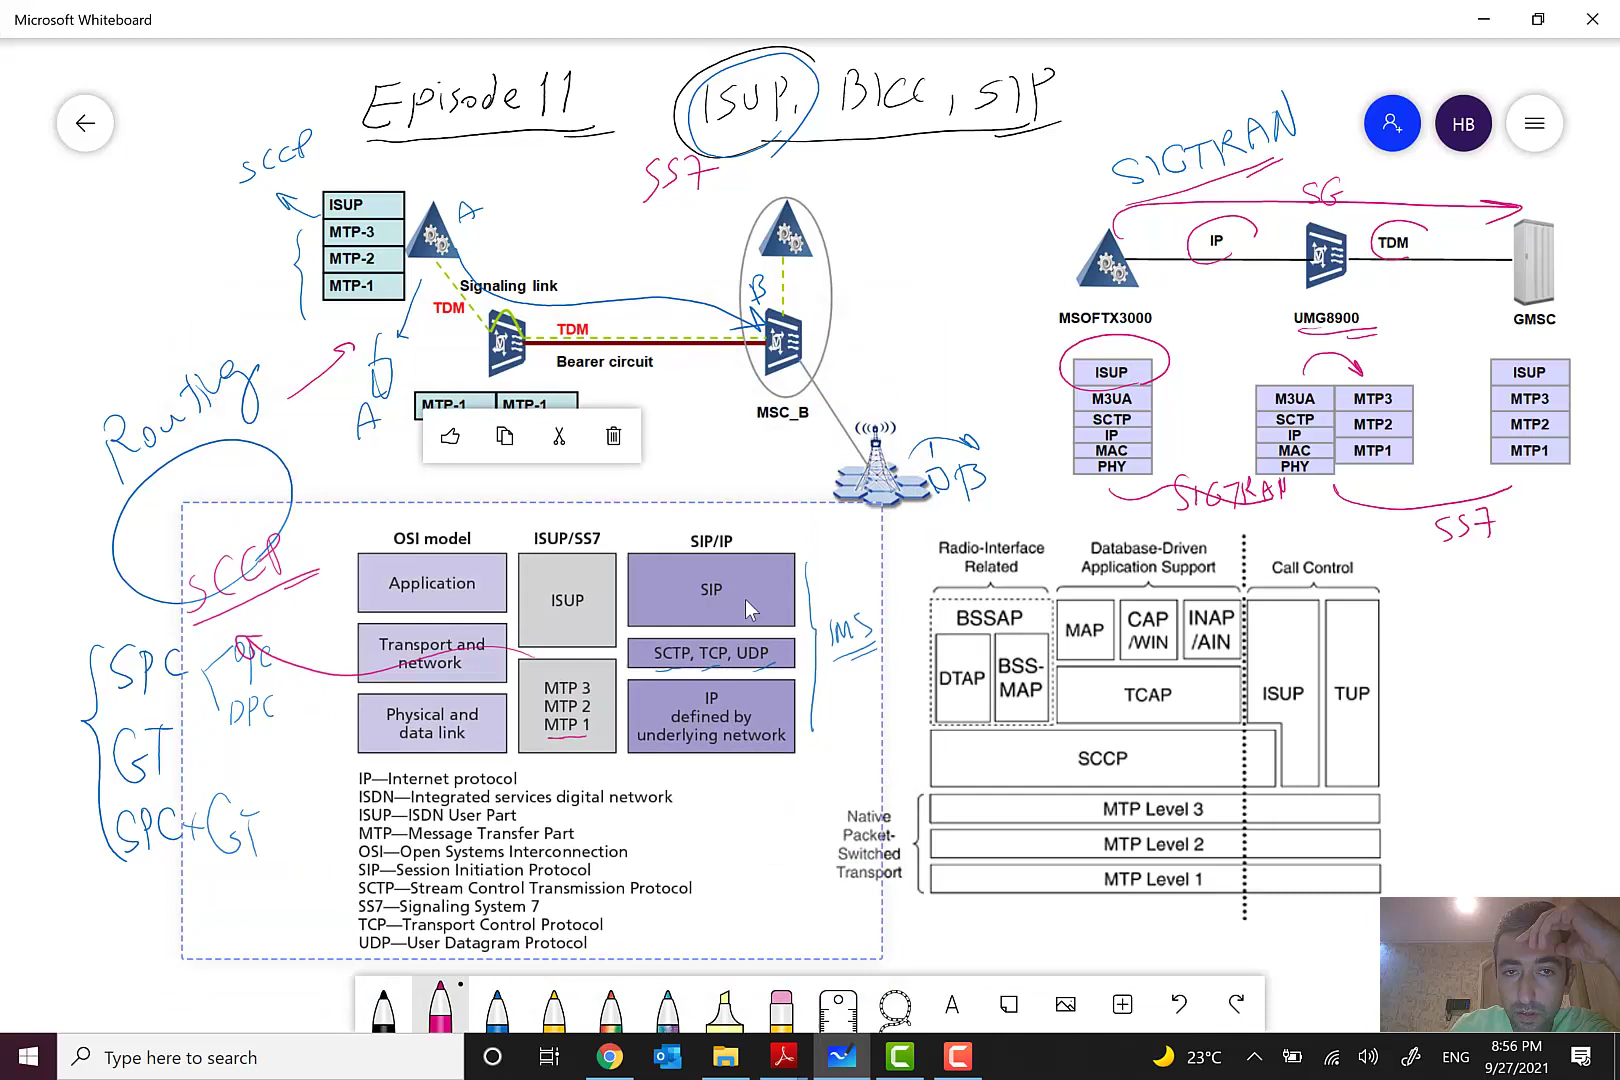 Microsoft Whiteboard
Episode 11
ISUP, BICC, SIP
HB
SCCP
SS7
SIGTRAN
SG
ISUP
MTP-3
MTP-2
MTP-1
A
Signaling link
TDM
TDM
Bearer circuit
B
MSC_B
IP
TDM
MSOFTX3000
UMG8900
GMSC
ISUP
M3UA
SCTP
IP
MAC
PHY
M3UA
SCTP
IP
MAC
PHY
MTP3
MTP2
MTP1
ISUP
MTP3
MTP2
MTP1
SIGTRAN
SS7
Routing
A
MTP-1
MTP-1
B
SCCP
SPC
OPC
DPC
GT
SPC+GT
OSI model
ISUP/SS7
SIP/IP
Application
ISUP
SIP
Transport and
network
SCTP, TCP, UDP
IMS
Physical and
data link
MTP 3
MTP 2
MTP 1
IP
defined by
underlying network
IP—Internet protocol
ISDN—Integrated services digital network
ISUP—ISDN User Part
MTP—Message Transfer Part
OSI—Open Systems Interconnection
SIP—Session Initiation Protocol
SCTP—Stream Control Transmission Protocol
SS7—Signaling System 7
TCP—Transport Control Protocol
UDP—User Datagram Protocol
Radio-Interface
Related
Database-Driven
Application Support
Call Control
BSSAP
DTAP
BSS-
MAP
MAP
CAP
/WIN
INAP
/AIN
TCAP
ISUP
TUP
SCCP
Native
Packet-
Switched
Transport
MTP Level 3
MTP Level 2
MTP Level 1
Type here to search
23°C
ENG
8:56 PM
9/27/2021